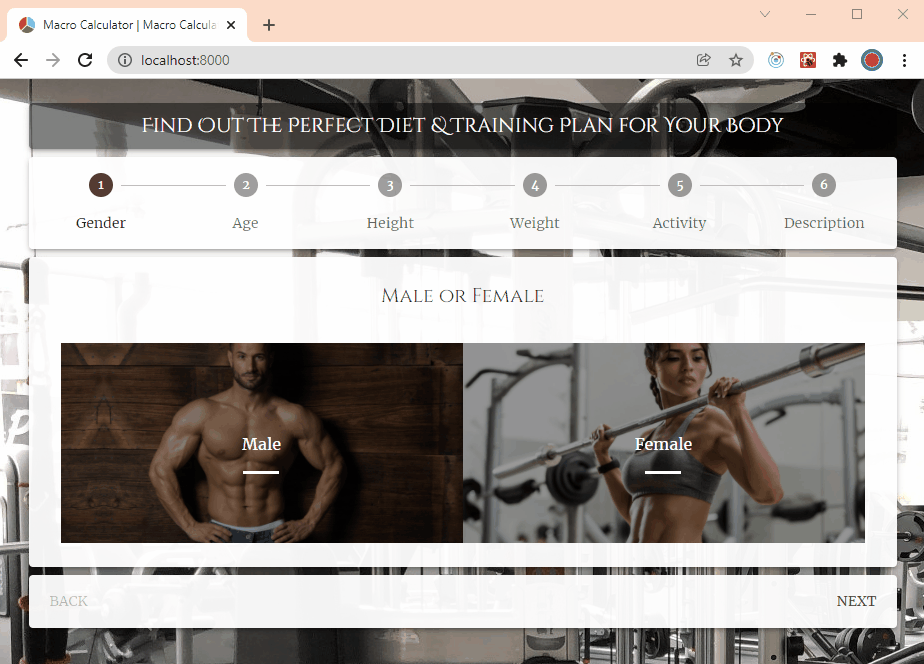 Macro Calculator | Macro Calcula
localhost:8000
Find Out the Perfect Diet & Training Plan for Your Body
1 2 3 4 5 6
Gender Age Height Weight Activity Description
Male or Female
Male Female
BACK NEXT